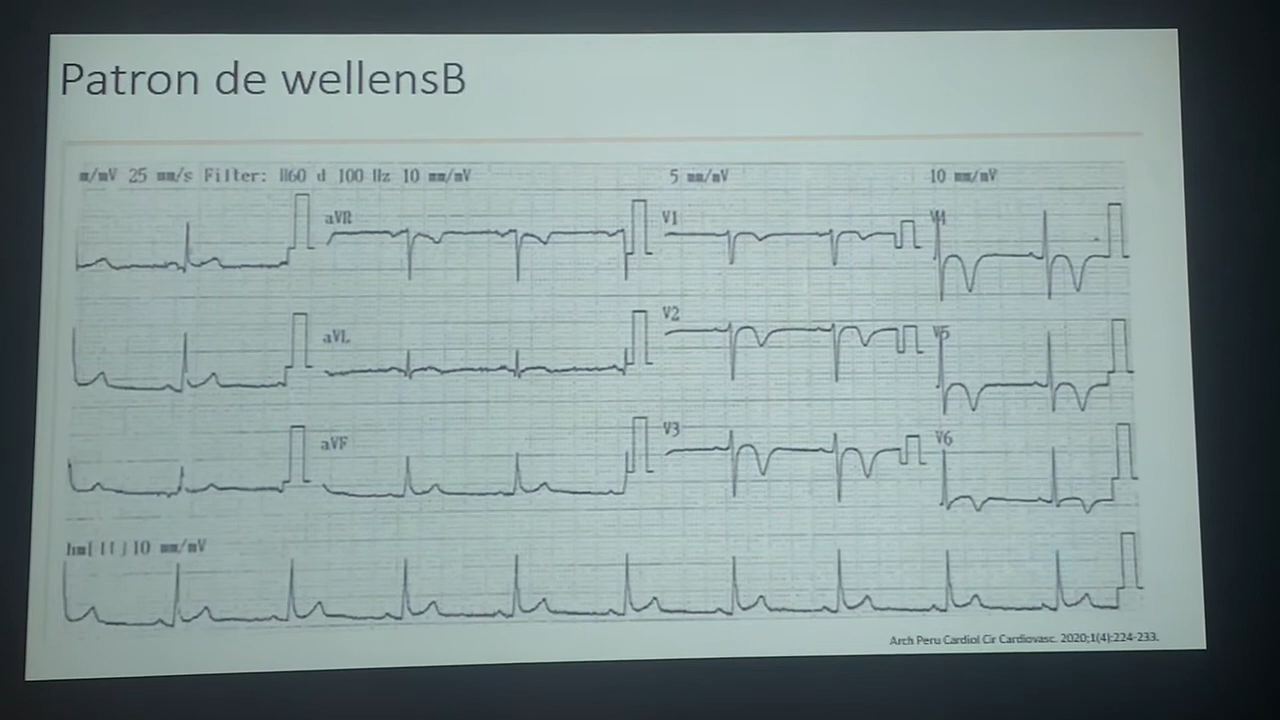 Patron de wellensB
m/mV 25 mm/s Filter: H60 d 100 Hz 10 mm/mV
5 mm/mV
10 mm/mV
aVR
V1
V4
aVL
V2
V5
aVF
V3
V6
10 mm/mV
Arch Peru Cardiol Cir Cardiovasc. 2020;1(4):224-233.